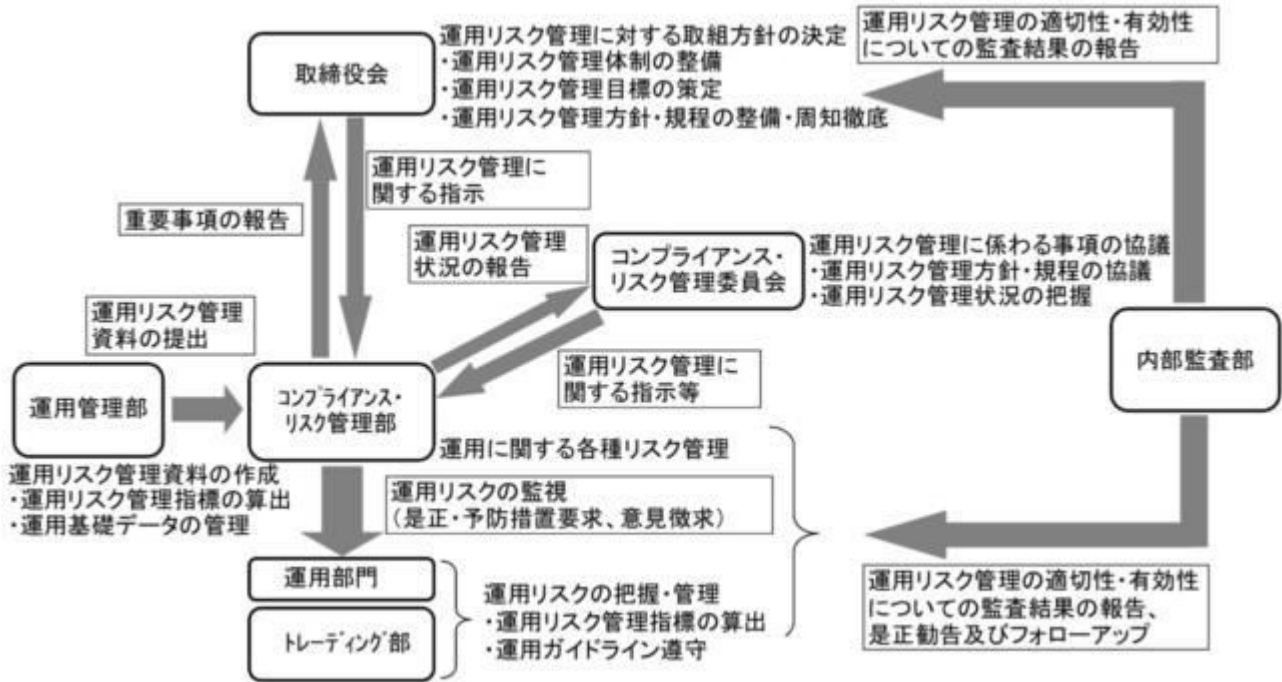 取締役会
運用リスク管理に対する取組方針の決定
・運用リスク管理体制の整備
・運用リスク管理目標の策定
・運用リスク管理方針・規程の整備・周知徹底
運用リスク管理の適切性・有効性
についての監査結果の報告
運用リスク管理に
関する指示
重要事項の報告
運用リスク管理
状況の報告
コンプライアンス・
リスク管理委員会
運用リスク管理に係わる事項の協議
・運用リスク管理方針・規程の協議
・運用リスク管理状況の把握
運用リスク管理
資料の提出
運用リスク管理に
関する指示等
内部監査部
運用管理部
コンプライアンス・
リスク管理部
運用に関する各種リスク管理
運用リスク管理資料の作成
・運用リスク管理指標の算出
・運用基礎データの管理
運用リスクの監視
(是正・予防措置要求、意見徴求)
運用部門
トレーディング部
運用リスクの把握・管理
・運用リスク管理指標の算出
・運用ガイドライン遵守
運用リスク管理の適切性・有効性
についての監査結果の報告、
是正勧告及びフォローアップ